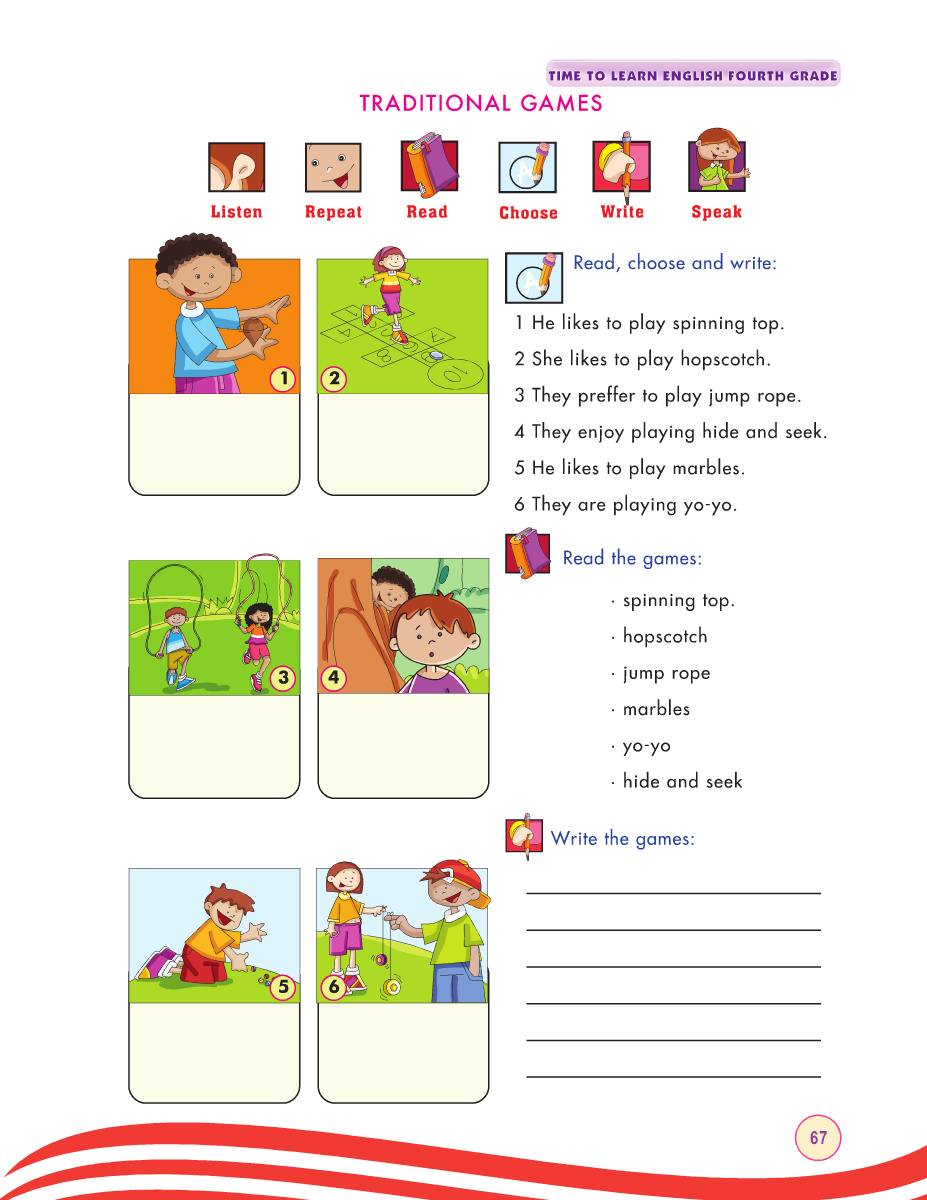 TIME TO LEARN ENGLISH FOURTH GRADE
TRADITIONAL GAMES
Listen
Repeat
Read
Choose
Write
Speak
1
2
Read, choose and write:
1 He likes to play spinning top.
2 She likes to play hopscotch.
3 They preffer to play jump rope.
4 They enjoy playing hide and seek.
5 He likes to play marbles.
6 They are playing yo-yo.
3
4
Read the games:
· spinning top.
· hopscotch
· jump rope
· marbles
· yo-yo
· hide and seek
5
6
Write the games:
67